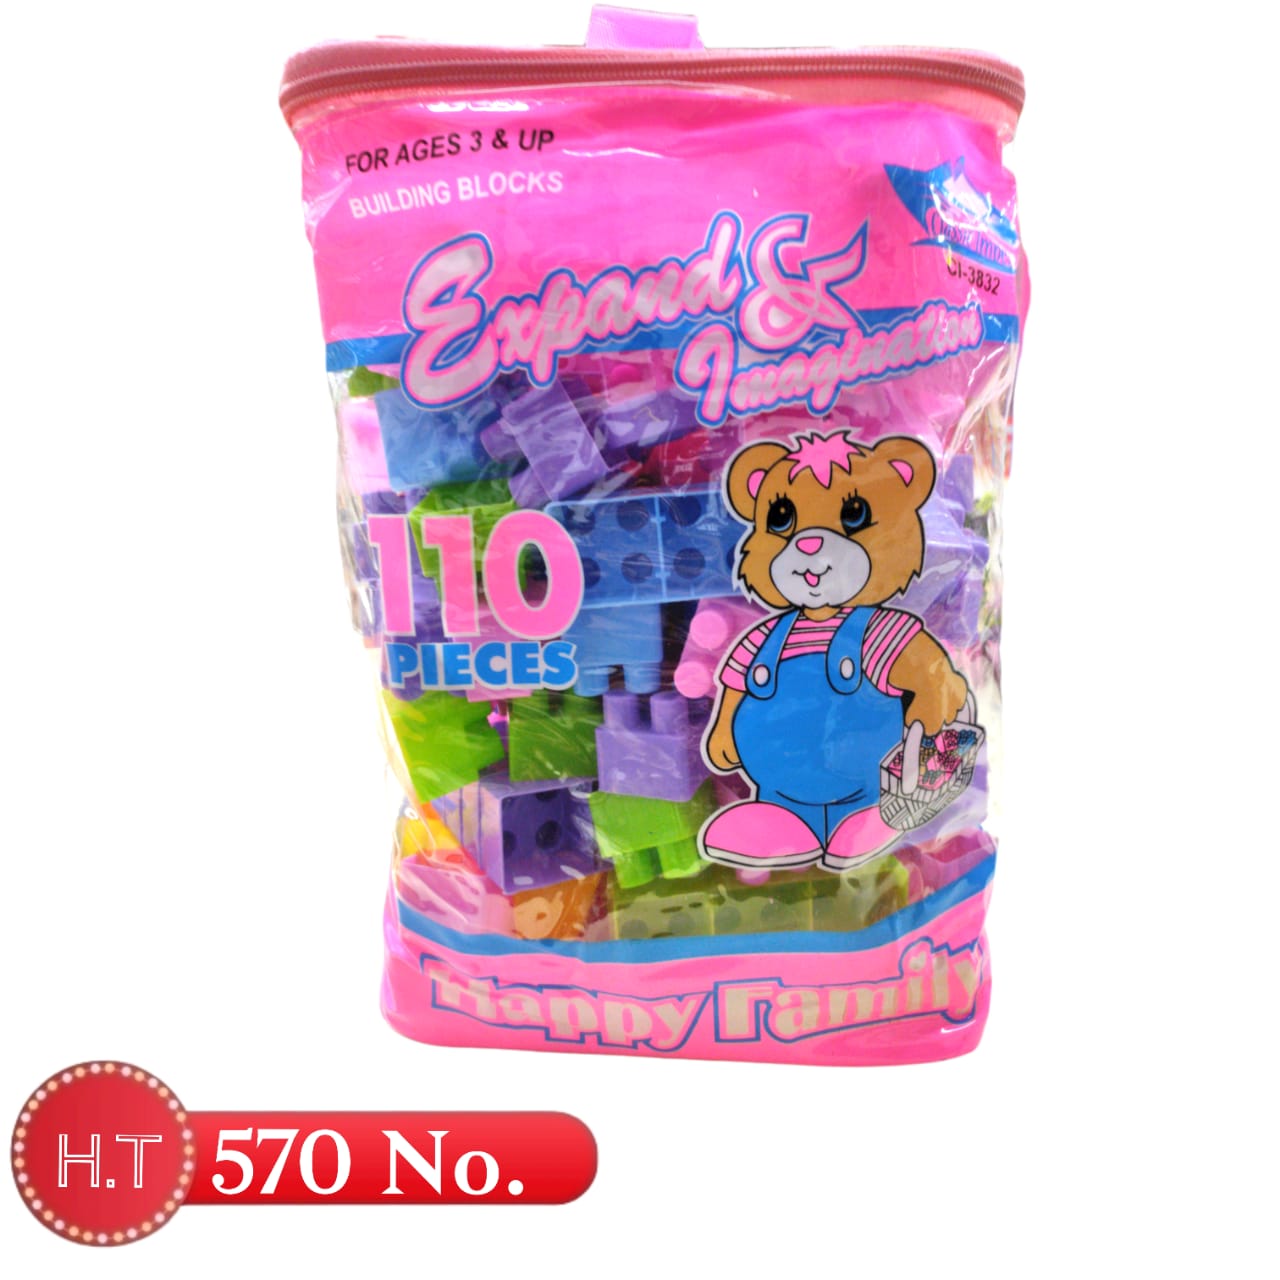 FOR AGES 3 & UP
BUILDING BLOCKS
CI-3832
Expand &
Imagination
110
PIECES
Happy Family
H.T
570 No.